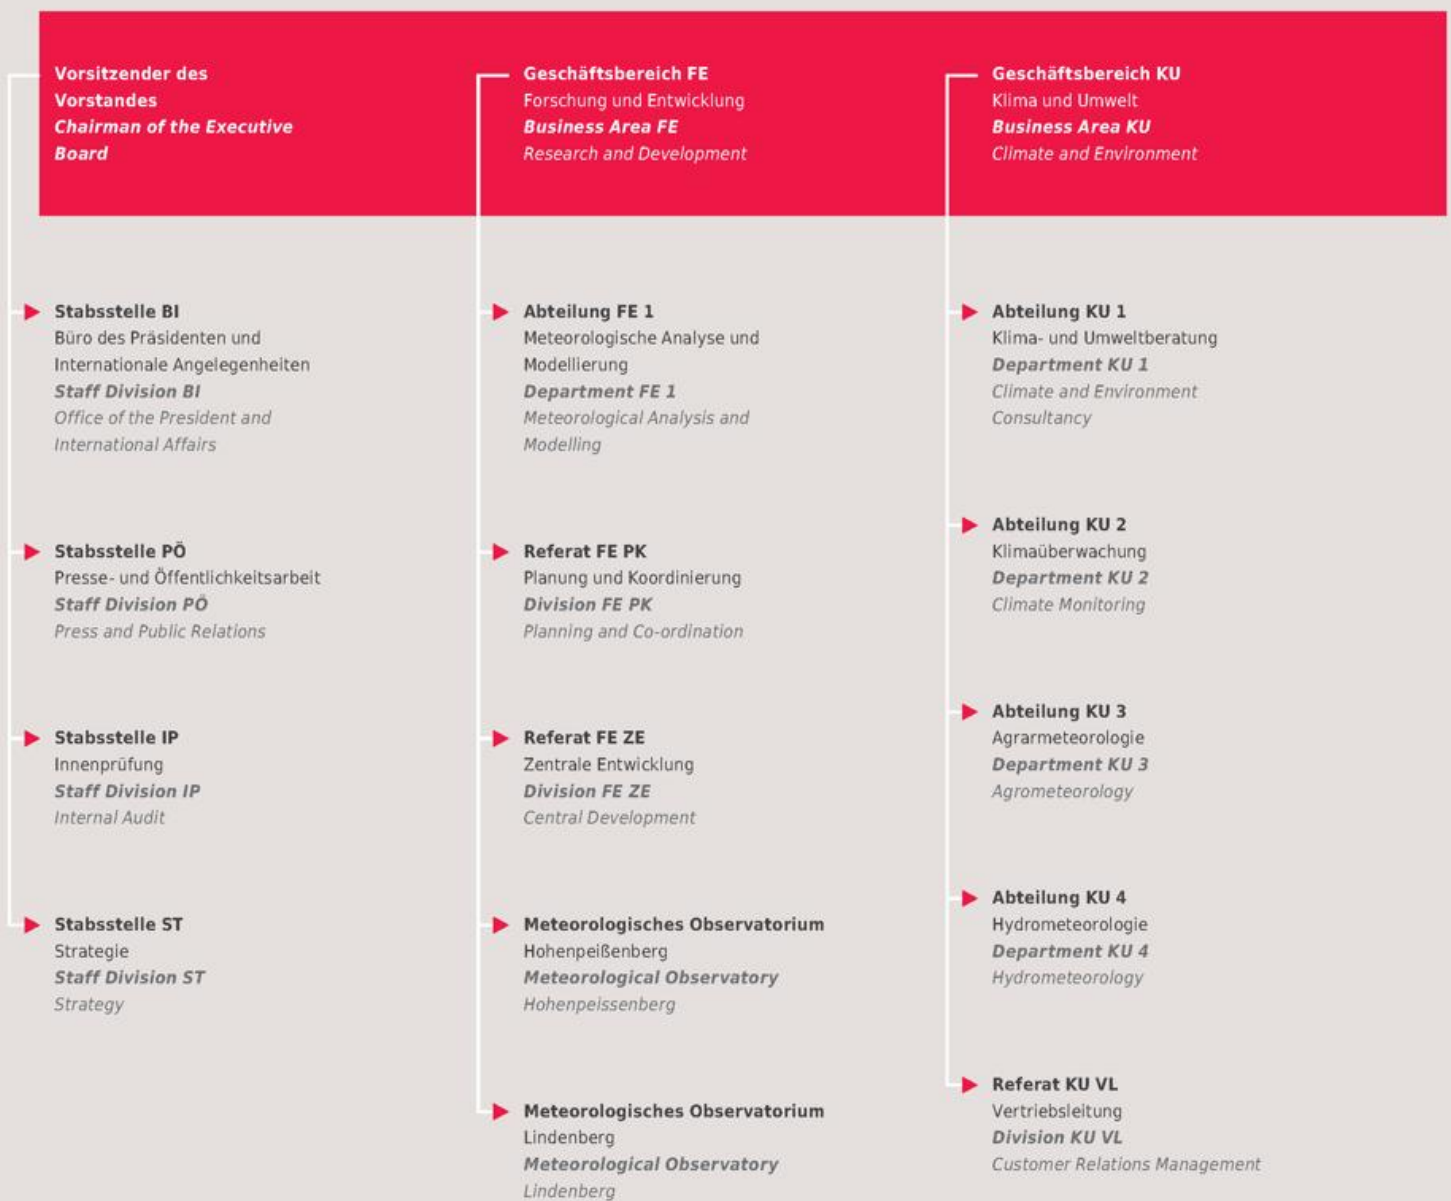 Vorsitzender des
Vorstandes
Chairman of the Executive
Board
Stabsstelle BI
Büro des Präsidenten und
Internationale Angelegenheiten
Staff Division BI
Office of the President and
International Affairs
Stabsstelle PÖ
Presse- und Öffentlichkeitsarbeit
Staff Division PÖ
Press and Public Relations
Stabsstelle IP
Innenprüfung
Staff Division IP
Internal Audit
Stabsstelle ST
Strategie
Staff Division ST
Strategy
Geschäftsbereich FE
Forschung und Entwicklung
Business Area FE
Research and Development
Abteilung FE 1
Meteorologische Analyse und
Modellierung
Department FE 1
Meteorological Analysis and
Modelling
Referat FE PK
Planung und Koordinierung
Division FE PK
Planning and Co-ordination
Referat FE ZE
Zentrale Entwicklung
Division FE ZE
Central Development
Meteorologisches Observatorium
Hohenpeißenberg
Meteorological Observatory
Hohenpeissenberg
Meteorologisches Observatorium
Lindenberg
Meteorological Observatory
Lindenberg
Geschäftsbereich KU
Klima und Umwelt
Business Area KU
Climate and Environment
Abteilung KU 1
Klima- und Umweltberatung
Department KU 1
Climate and Environment
Consultancy
Abteilung KU 2
Klimaüberwachung
Department KU 2
Climate Monitoring
Abteilung KU 3
Agrarmeteorologie
Department KU 3
Agrometeorology
Abteilung KU 4
Hydrometeorologie
Department KU 4
Hydrometeorology
Referat KU VL
Vertriebsleitung
Division KU VL
Customer Relations Management